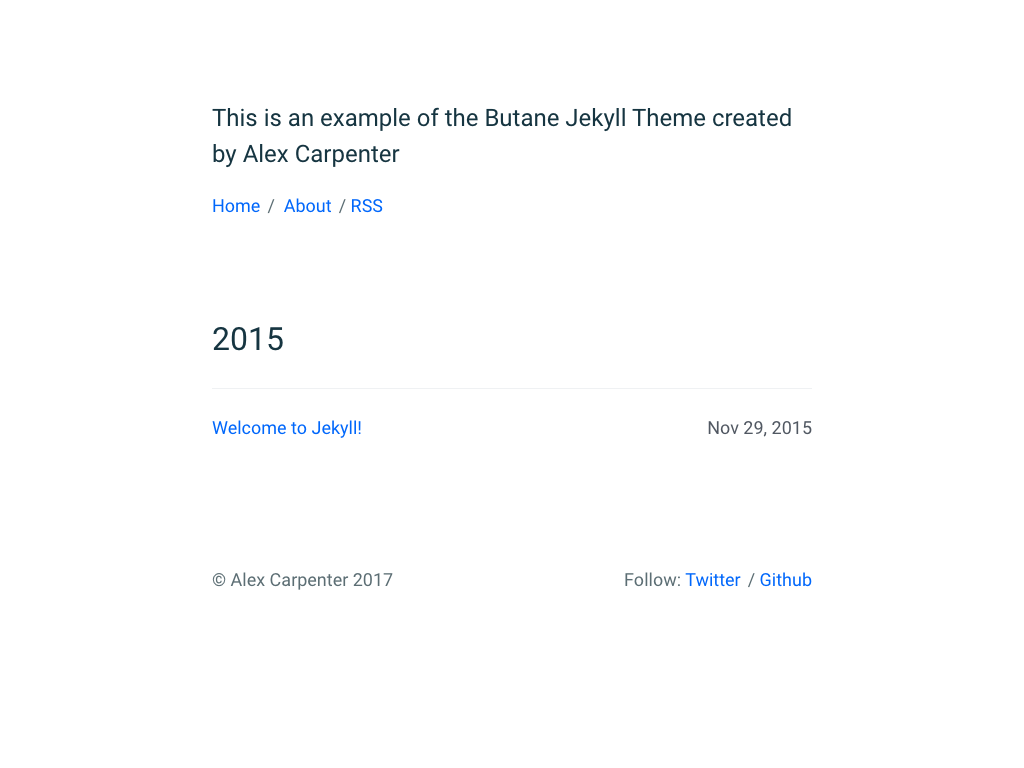 This is an example of the Butane Jekyll Theme created
by Alex Carpenter
Home / About / RSS
2015
Welcome to Jekyll! Nov 29, 2015
© Alex Carpenter 2017 Follow: Twitter / Github